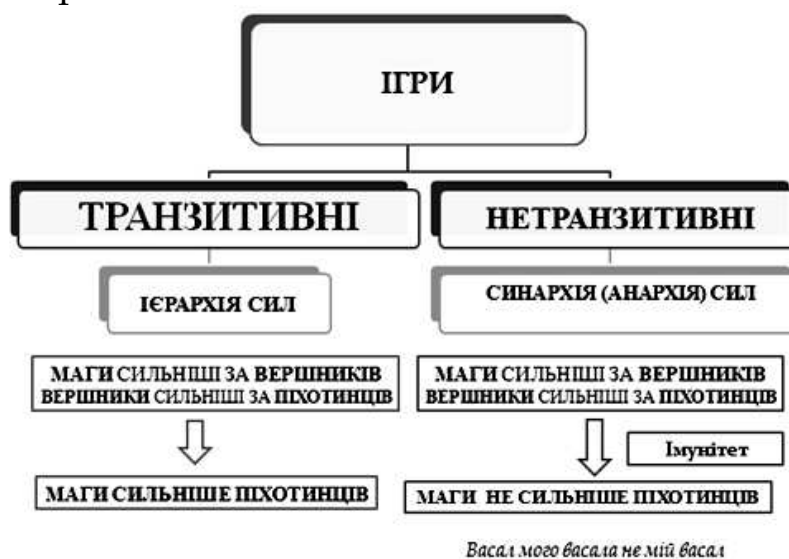 ІГРИ
ТРАНЗИТИВНІ
НЕТРАНЗИТИВНІ
ІЄРАРХІЯ СИЛ
СИНАРХІЯ (АНАРХІЯ) СИЛ
МАГИ СИЛЬНІШІ ЗА ВЕРШНИКІВ
ВЕРШНИКИ СИЛЬНІШІ ЗА ПІХОТИНЦІВ
МАГИ СИЛЬНІШІ ЗА ВЕРШНИКІВ
ВЕРШНИКИ СИЛЬНІШІ ЗА ПІХОТИНЦІВ
Імунітет
МАГИ СИЛЬНІШЕ ПІХОТИНЦІВ
МАГИ НЕ СИЛЬНІШЕ ПІХОТИНЦІВ
Васал мого васала не мій васал